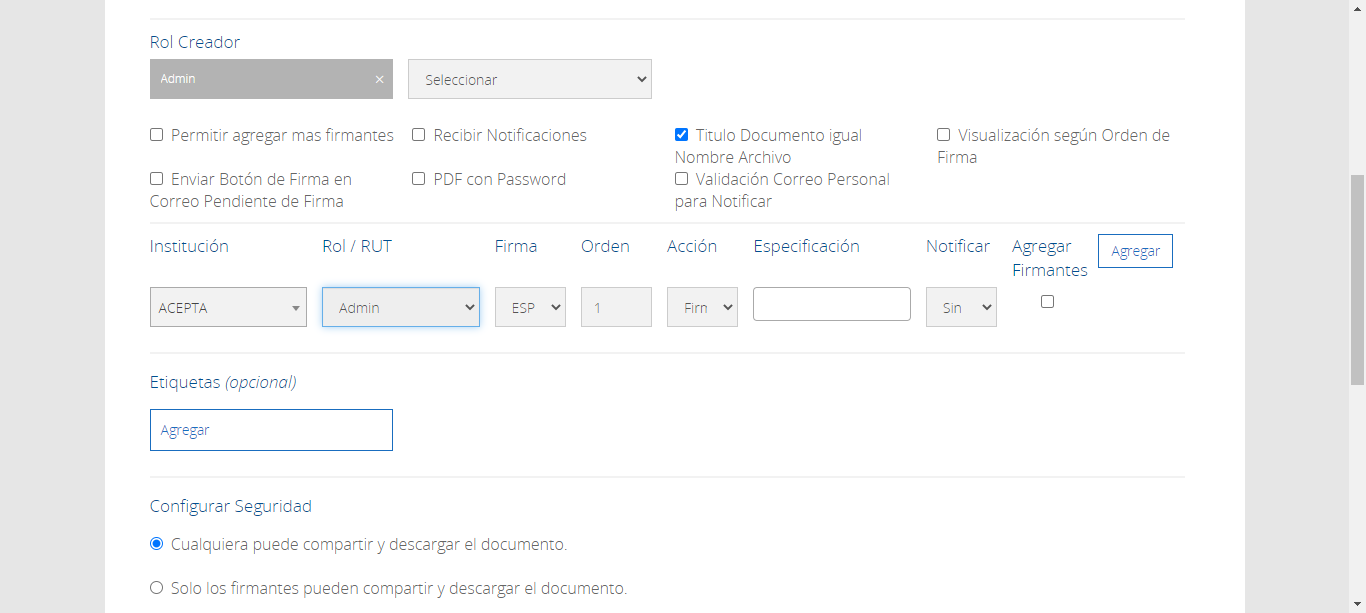 Rol Creador
Admin ×
Seleccionar
Permitir agregar mas firmantes
Recibir Notificaciones
Titulo Documento igual
Nombre Archivo
Visualización según Orden de
Firma
Enviar Botón de Firma en
Correo Pendiente de Firma
PDF con Password
Validación Correo Personal
para Notificar
Institución
Rol / RUT
Firma
Orden
Acción
Especificación
Notificar
Agregar
Firmantes
Agregar
ACEPTA
Admin
ESP
1
Firn
Sin
Etiquetas (opcional)
Agregar
Configurar Seguridad
Cualquiera puede compartir y descargar el documento.
Solo los firmantes pueden compartir y descargar el documento.